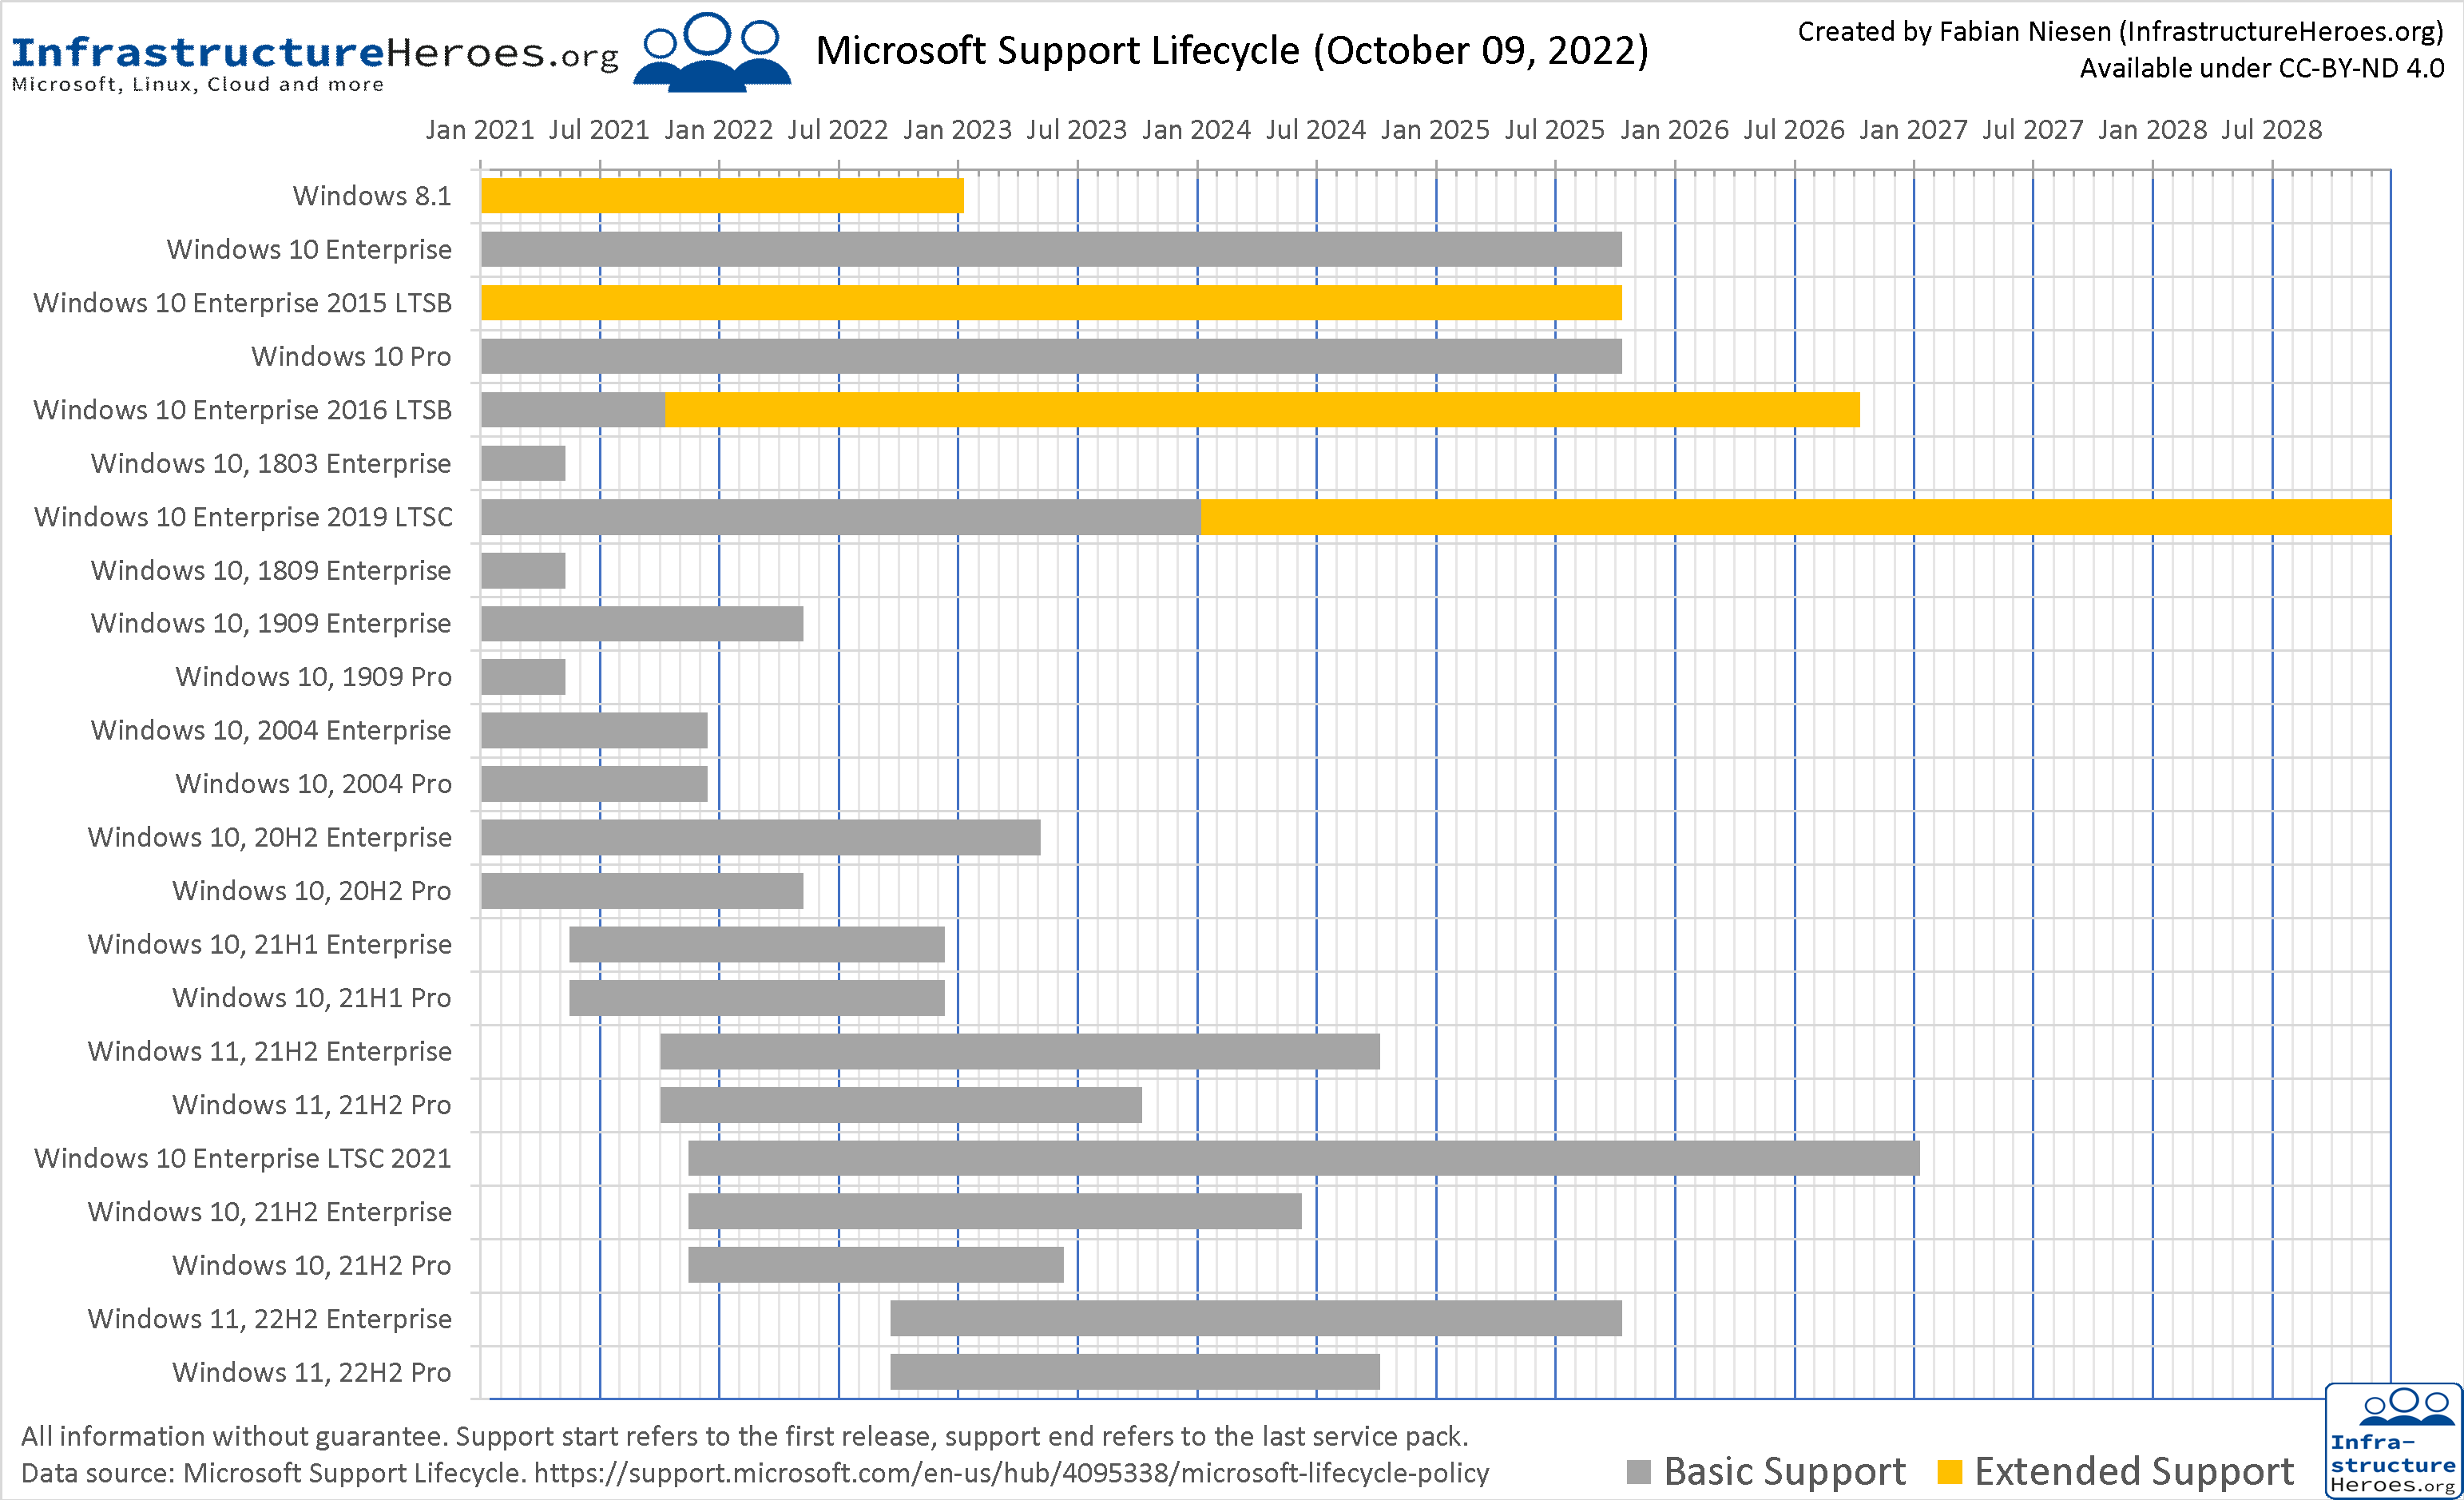 InfrastructureHeroes.org
Microsoft, Linux, Cloud and more
Microsoft Support Lifecycle (October 09, 2022)
Created by Fabian Niesen (InfrastructureHeroes.org)
Available under CC-BY-ND 4.0
Jan 2021 Jul 2021 Jan 2022 Jul 2022 Jan 2023 Jul 2023 Jan 2024 Jul 2024 Jan 2025 Jul 2025 Jan 2026 Jul 2026 Jan 2027 Jul 2027 Jan 2028 Jul 2028
Windows 8.1
Windows 10 Enterprise
Windows 10 Enterprise 2015 LTSB
Windows 10 Pro
Windows 10 Enterprise 2016 LTSB
Windows 10, 1803 Enterprise
Windows 10 Enterprise 2019 LTSC
Windows 10, 1809 Enterprise
Windows 10, 1909 Enterprise
Windows 10, 1909 Pro
Windows 10, 2004 Enterprise
Windows 10, 2004 Pro
Windows 10, 20H2 Enterprise
Windows 10, 20H2 Pro
Windows 10, 21H1 Enterprise
Windows 10, 21H1 Pro
Windows 11, 21H2 Enterprise
Windows 11, 21H2 Pro
Windows 10 Enterprise LTSC 2021
Windows 10, 21H2 Enterprise
Windows 10, 21H2 Pro
Windows 11, 22H2 Enterprise
Windows 11, 22H2 Pro
All information without guarantee. Support start refers to the first release, support end refers to the last service pack.
Data source: Microsoft Support Lifecycle. https://support.microsoft.com/en-us/hub/4095338/microsoft-lifecycle-policy
Basic Support Extended Support
Infra-
structure
Heroes.org